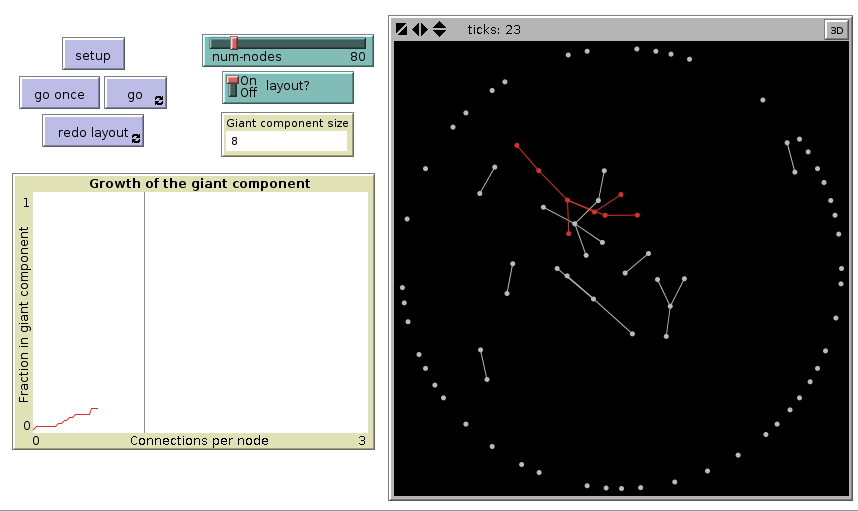 setup
go once
go
redo layout
num-nodes 80
On
Off
layout?
Giant component size
8
Growth of the giant component
1
Fraction in giant component
0
0 Connections per node 3
ticks: 23
3D